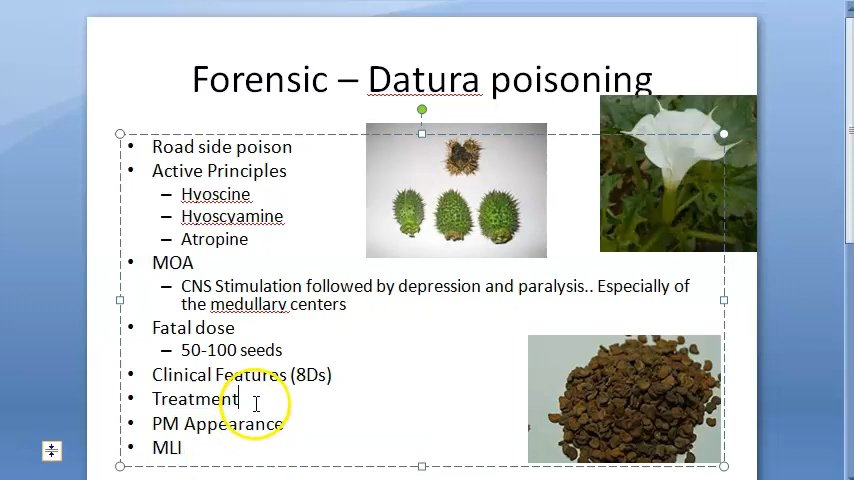 Forensic – Datura poisoning
• Road side poison
• Active Principles
– Hyoscine
– Hyoscyamine
– Atropine
• MOA
– CNS Stimulation followed by depression and paralysis.. Especially of
the medullary centers
• Fatal dose
– 50-100 seeds
• Clinical Features (8Ds)
• Treatment
• PM Appearance
• MLI